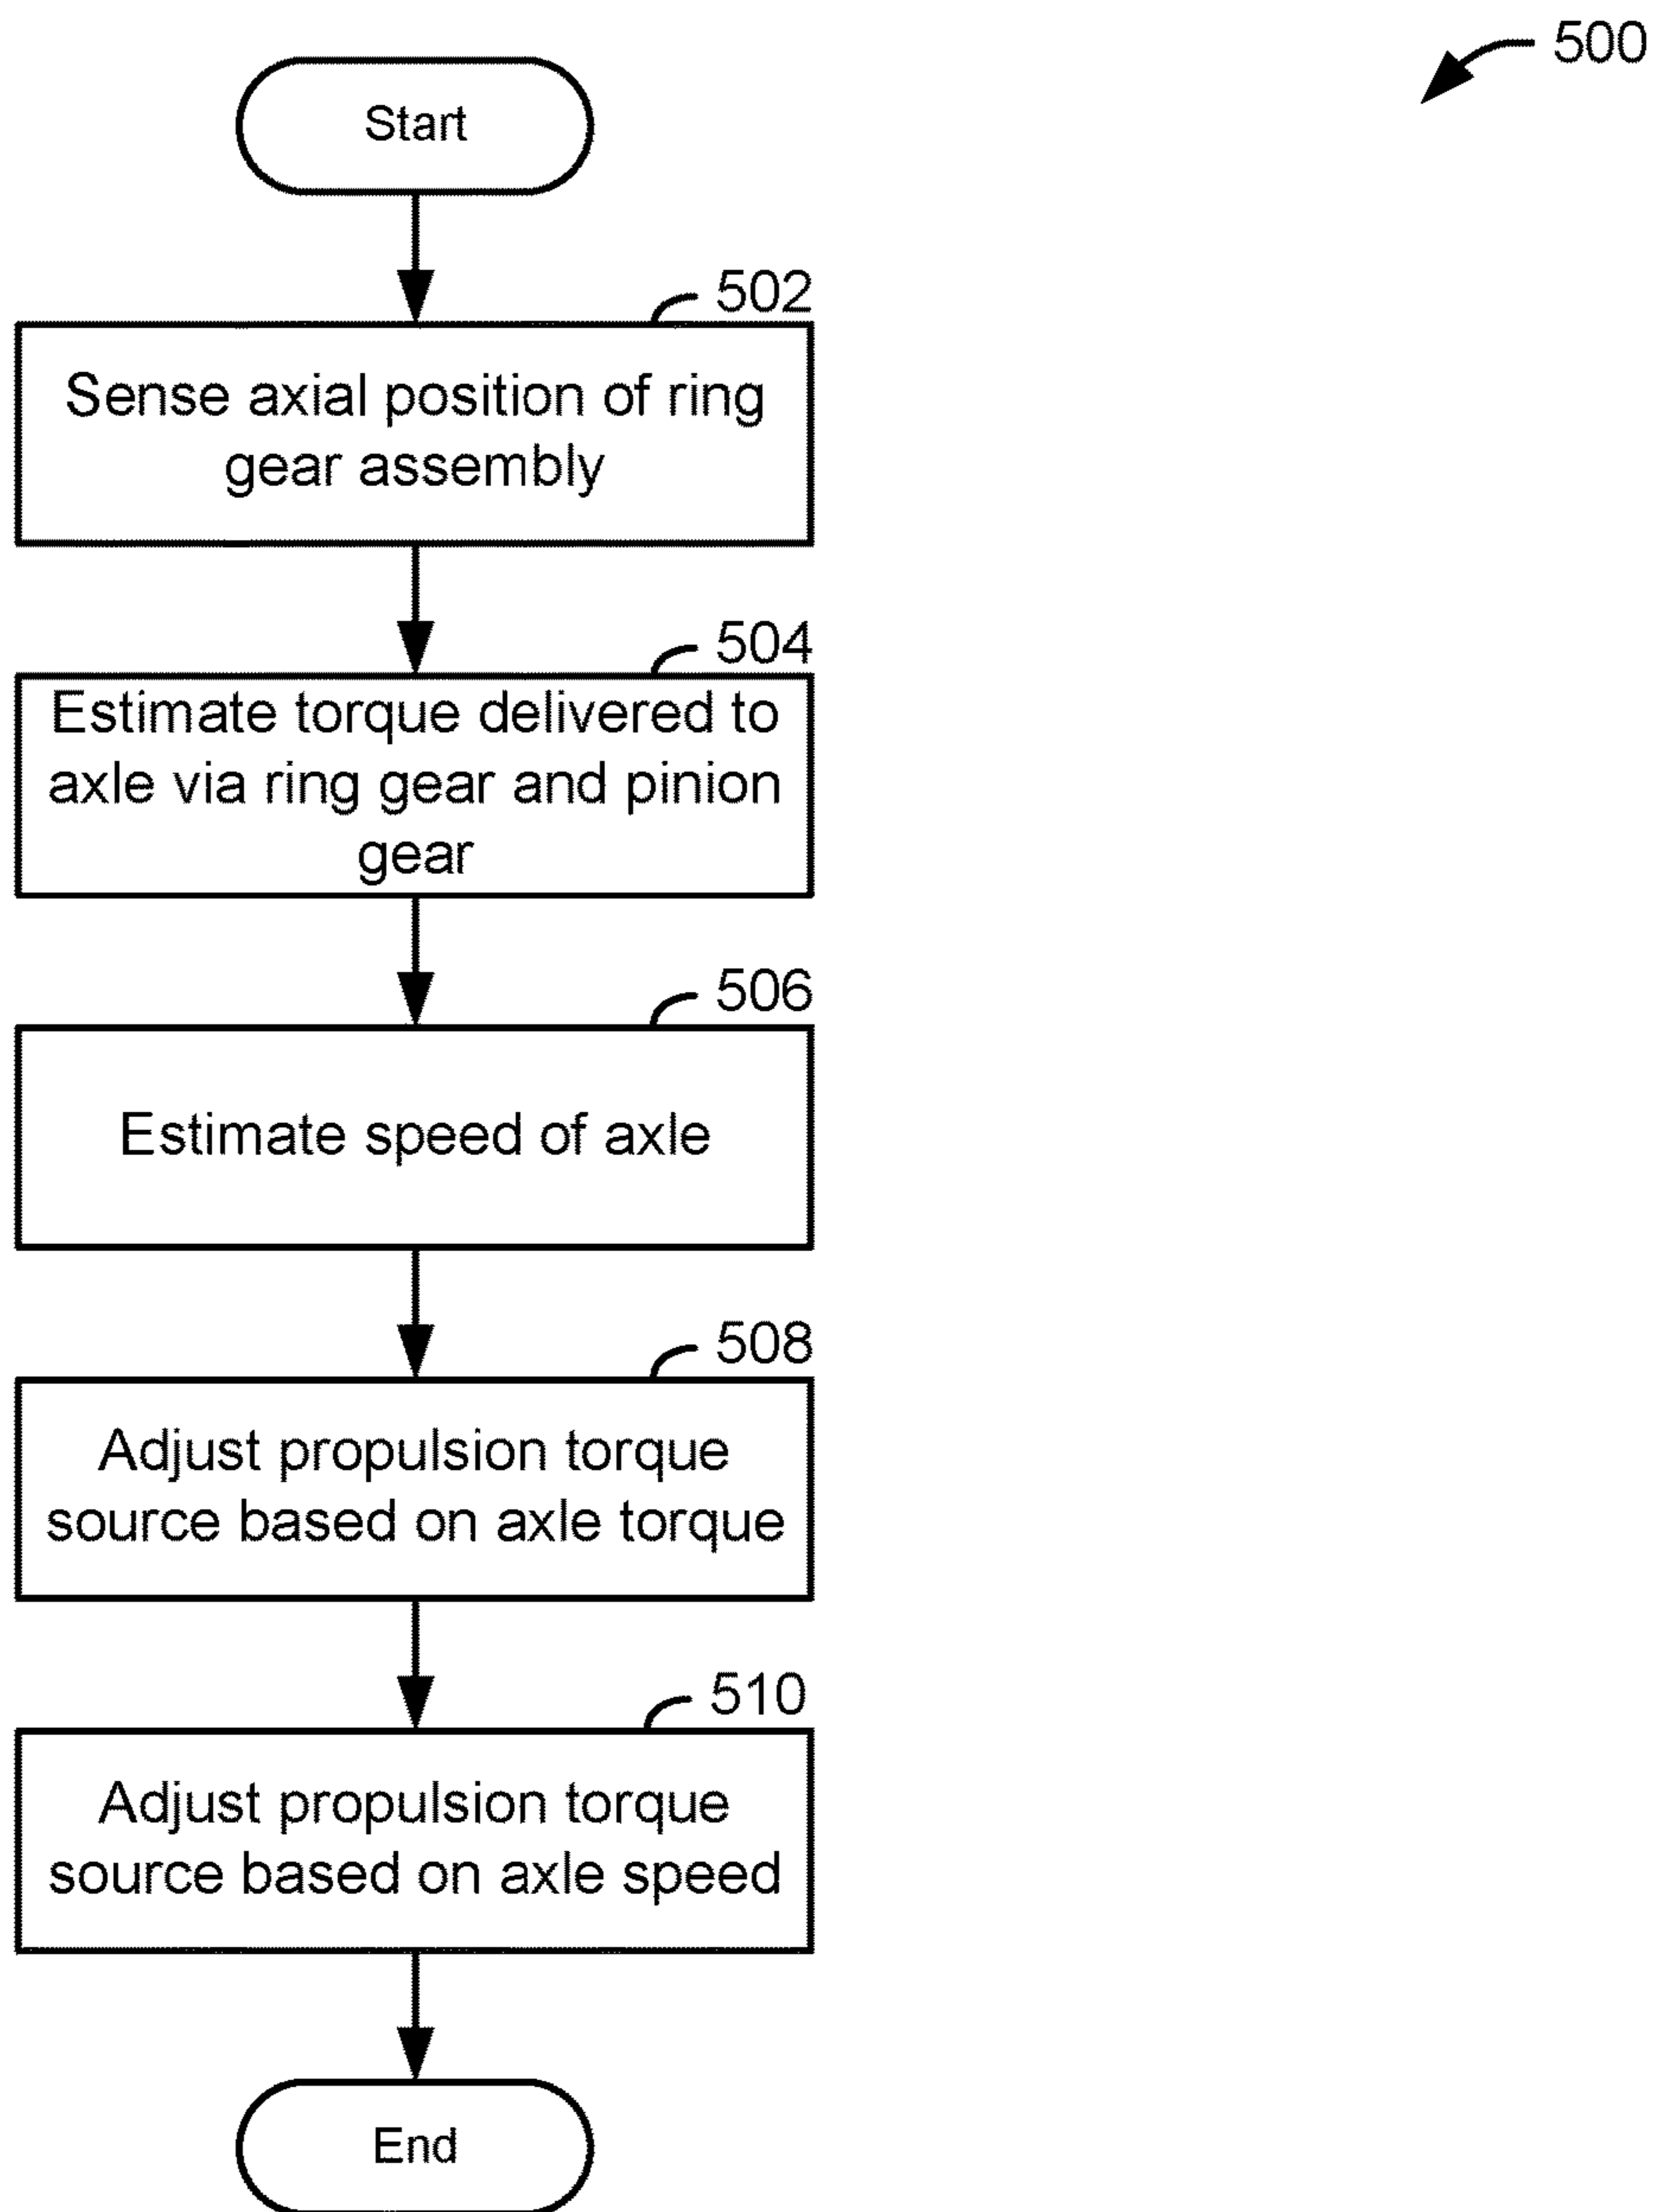 500
Start
502
Sense axial position of ring
gear assembly
504
Estimate torque delivered to
axle via ring gear and pinion
gear
506
Estimate speed of axle
508
Adjust propulsion torque
source based on axle torque
510
Adjust propulsion torque
source based on axle speed
End